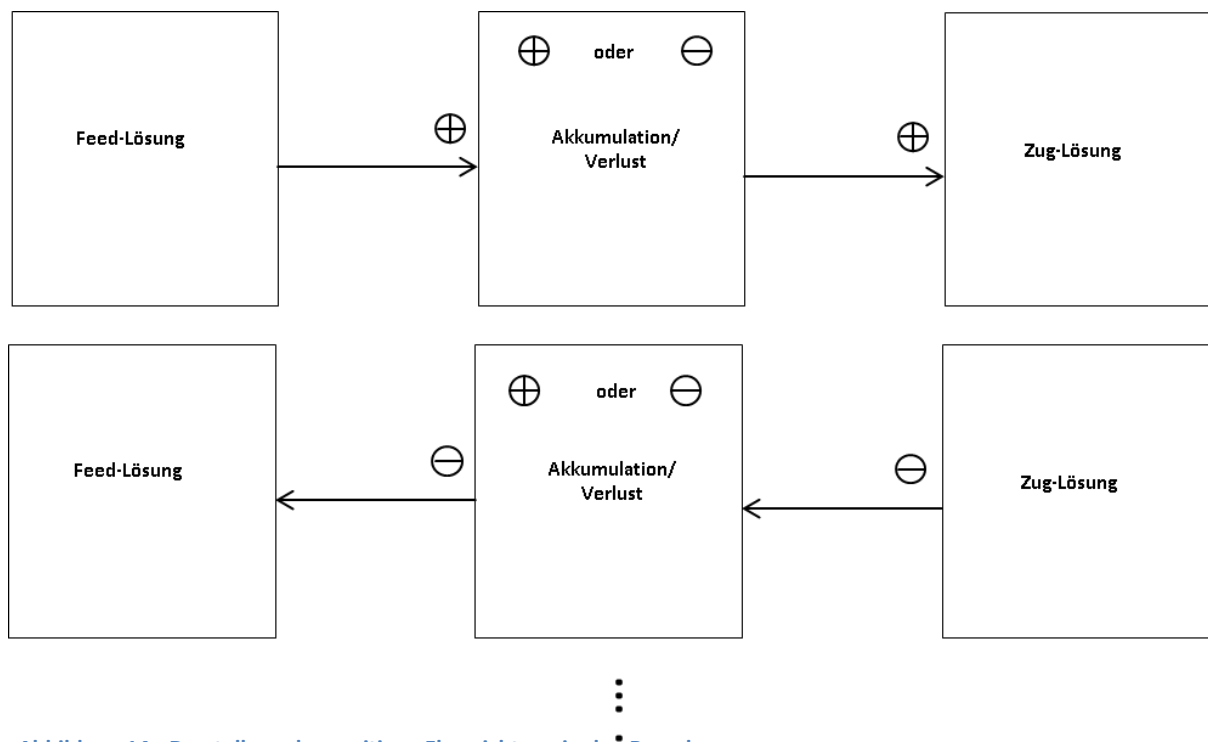 ⊕ oder ⊖
Feed-Lösung
⊕
Akkumulation/
Verlust
⊕
Zug-Lösung
⊕ oder ⊖
Feed-Lösung
⊖
Akkumulation/
Verlust
⊖
Zug-Lösung